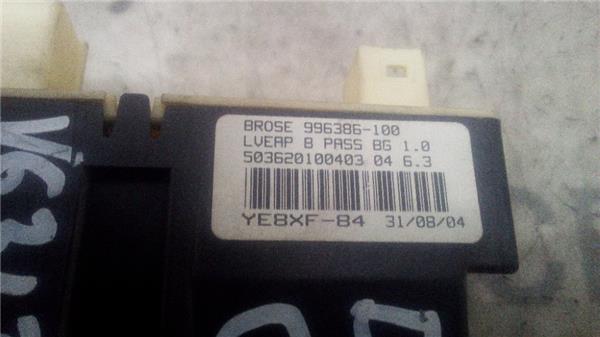 BROSE 996386-100
LVEAP B PASS BG 1.0
503620100403 04 6.3
YE8XF-84 31/08/04